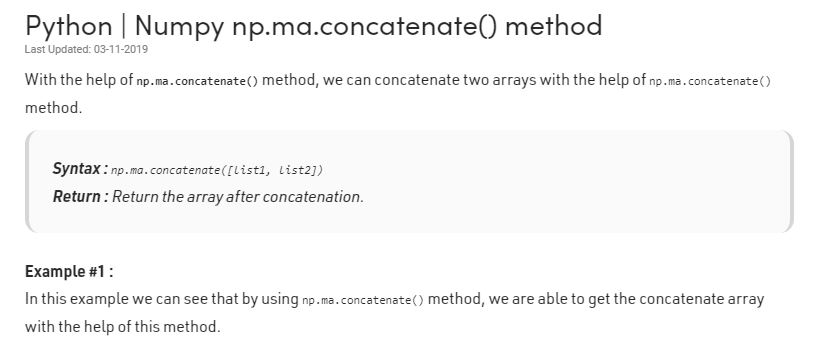 Python | Numpy np.ma.concatenate() method
Last Updated: 03-11-2019
With the help of np.ma.concatenate() method, we can concatenate two arrays with the help of np.ma.concatenate()
method.
Syntax : np.ma.concatenate([list1, list2])
Return : Return the array after concatenation.
Example #1 :
In this example we can see that by using np.ma.concatenate() method, we are able to get the concatenate array
with the help of this method.